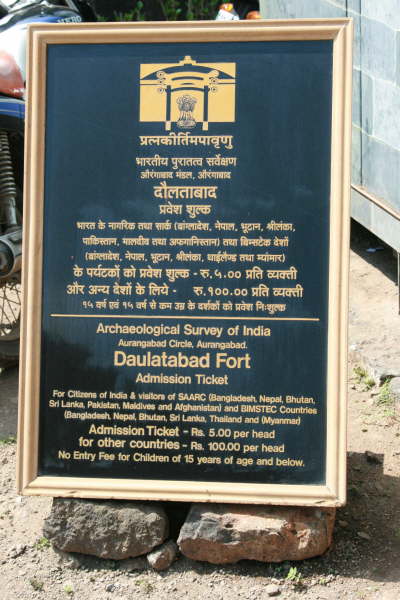 प्रत्नकीर्तिमपावृणु
भारतीय पुरातत्व सर्वेक्षण
औरंगाबाद मंडल, औरंगाबाद
दौलताबाद
प्रवेश शुल्क
भारत के नागरिक तथा सार्क (बांग्लादेश, नेपाल, भूटान, श्रीलंका,
पाकिस्तान, मालदीव तथा अफगानिस्तान) तथा बिम्सटेक देशों
(बांग्लादेश, नेपाल, भूटान, श्रीलंका, थाईलैण्ड तथा म्यांमार)
के पर्यटकों को प्रवेश शुल्क - रु.५.०० प्रति व्यक्ती
और अन्य देशों के लिये - रु.१००.०० प्रति व्यक्ती
१५ वर्ष एवं १५ वर्ष से कम उम्र के दर्शकों को प्रवेश निःशुल्क
Archaeological Survey of India
Aurangabad Circle, Aurangabad.
Daulatabad Fort
Admission Ticket
For Citizens of India & visitors of SAARC (Bangladesh, Nepal, Bhutan,
Sri Lanka, Pakistan, Maldives and Afghanistan) and BIMSTEC Countries
(Bangladesh, Nepal, Bhutan, Sri Lanka, Thailand and (Myanmar)
Admission Ticket - Rs. 5.00 per head
for other countries - Rs. 100.00 per head
No Entry Fee for Children of 15 years of age and below.